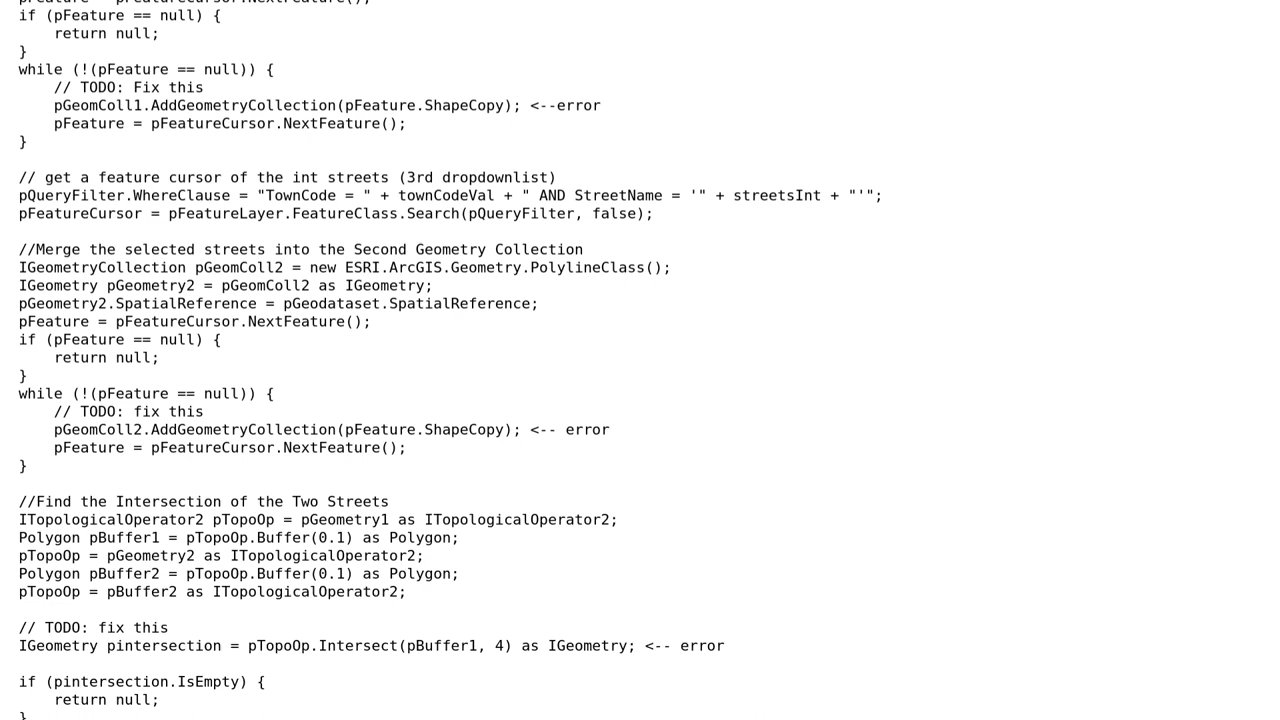 pFeature = pFeatureCursor.NextFeature();
if (pFeature == null) {
    return null;
}
while (!(pFeature == null)) {
    // TODO: Fix this
    pGeomColl1.AddGeometryCollection(pFeature.ShapeCopy); <--error
    pFeature = pFeatureCursor.NextFeature();
}

// get a feature cursor of the int streets (3rd dropdownlist)
pQueryFilter.WhereClause = "TownCode = " + townCodeVal + " AND StreetName = '" + streetsInt + "'";
pFeatureCursor = pFeatureLayer.FeatureClass.Search(pQueryFilter, false);

//Merge the selected streets into the Second Geometry Collection
IGeometryCollection pGeomColl2 = new ESRI.ArcGIS.Geometry.PolylineClass();
IGeometry pGeometry2 = pGeomColl2 as IGeometry;
pGeometry2.SpatialReference = pGeodataset.SpatialReference;
pFeature = pFeatureCursor.NextFeature();
if (pFeature == null) {
    return null;
}
while (!(pFeature == null)) {
    // TODO: fix this
    pGeomColl2.AddGeometryCollection(pFeature.ShapeCopy); <-- error
    pFeature = pFeatureCursor.NextFeature();
}

//Find the Intersection of the Two Streets
ITopologicalOperator2 pTopoOp = pGeometry1 as ITopologicalOperator2;
Polygon pBuffer1 = pTopoOp.Buffer(0.1) as Polygon;
pTopoOp = pGeometry2 as ITopologicalOperator2;
Polygon pBuffer2 = pTopoOp.Buffer(0.1) as Polygon;
pTopoOp = pBuffer2 as ITopologicalOperator2;

// TODO: fix this
IGeometry pintersection = pTopoOp.Intersect(pBuffer1, 4) as IGeometry; <-- error

if (pintersection.IsEmpty) {
    return null;
}